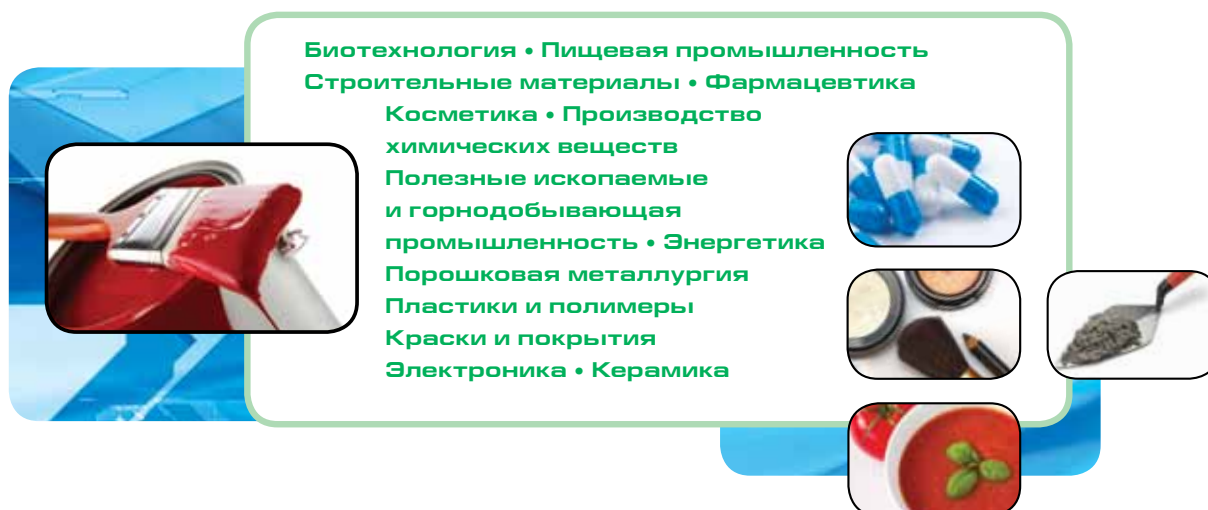 Биотехнология • Пищевая промышленность
Строительные материалы • Фармацевтика
Косметика • Производство
химических веществ
Полезные ископаемые
и горнодобывающая
промышленность • Энергетика
Порошковая металлургия
Пластики и полимеры
Краски и покрытия
Электроника • Керамика